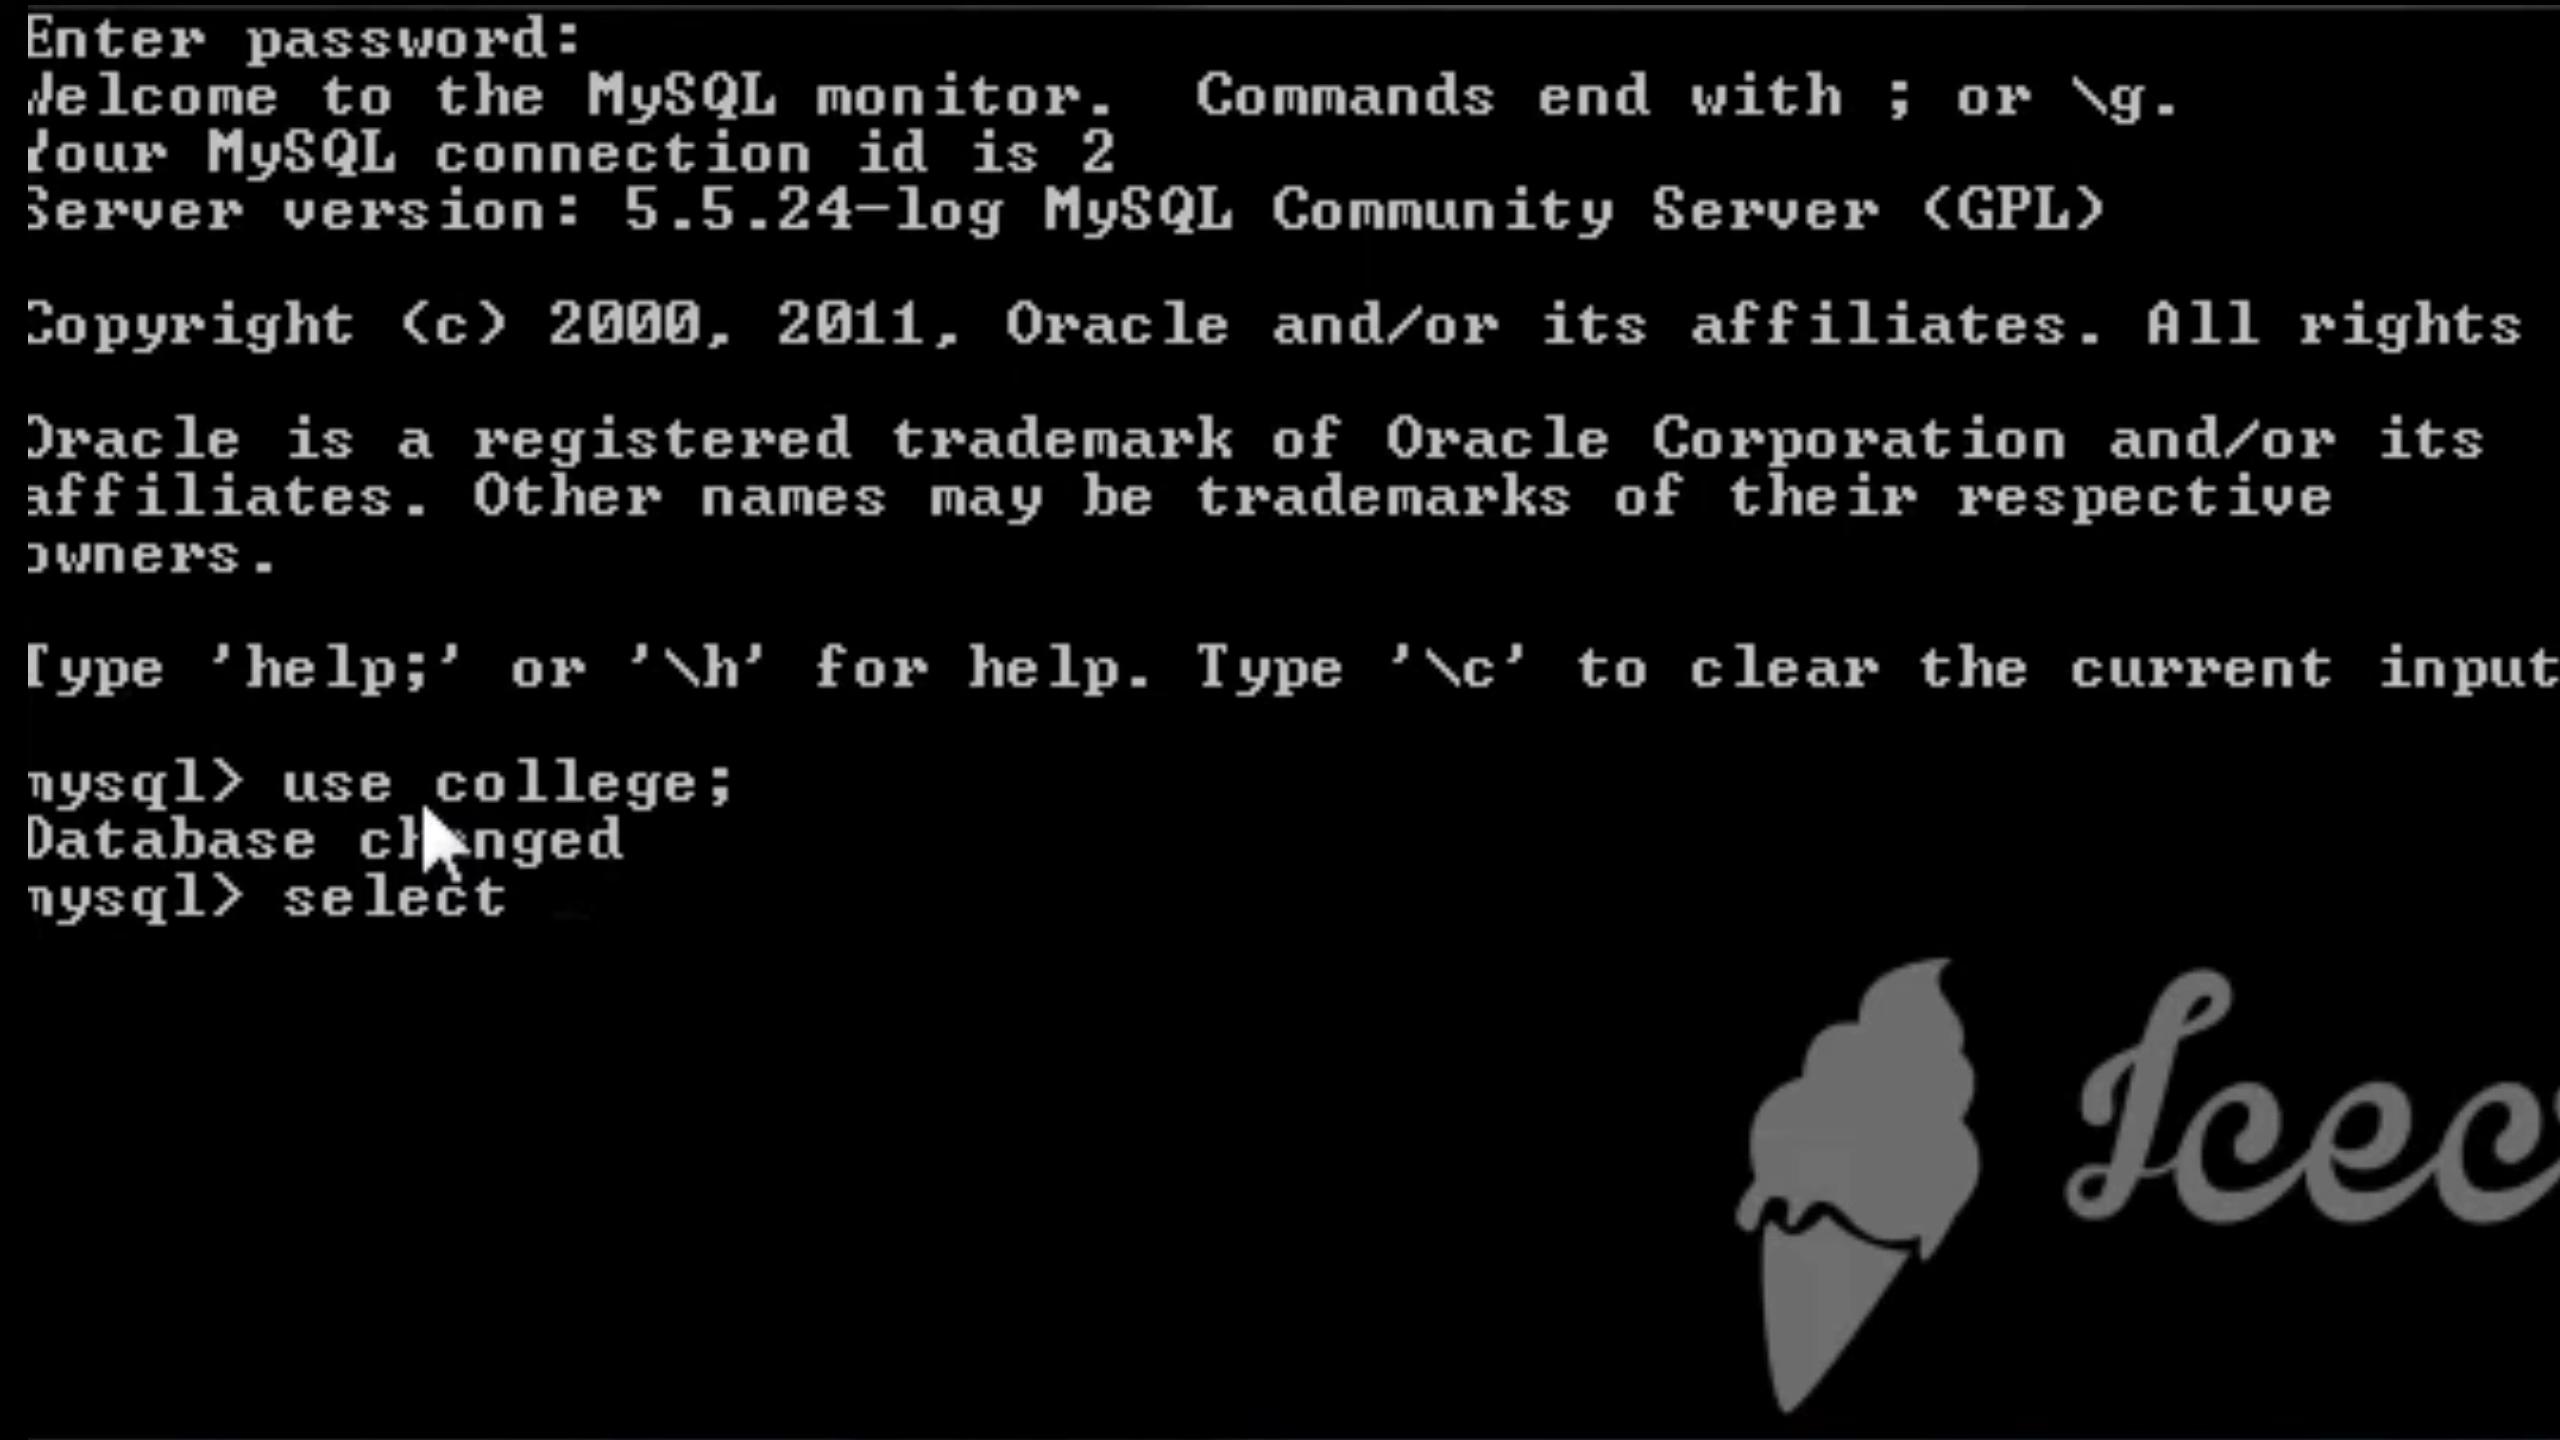 Enter password:
Welcome to the MySQL monitor.  Commands end with ; or \g.
Your MySQL connection id is 2
Server version: 5.5.24-log MySQL Community Server (GPL)
Copyright (c) 2000, 2011, Oracle and/or its affiliates. All rights
Oracle is a registered trademark of Oracle Corporation and/or its
affiliates. Other names may be trademarks of their respective
owners.
Type 'help;' or '\h' for help. Type '\c' to clear the current input
mysql> use college;
Database changed
mysql> select